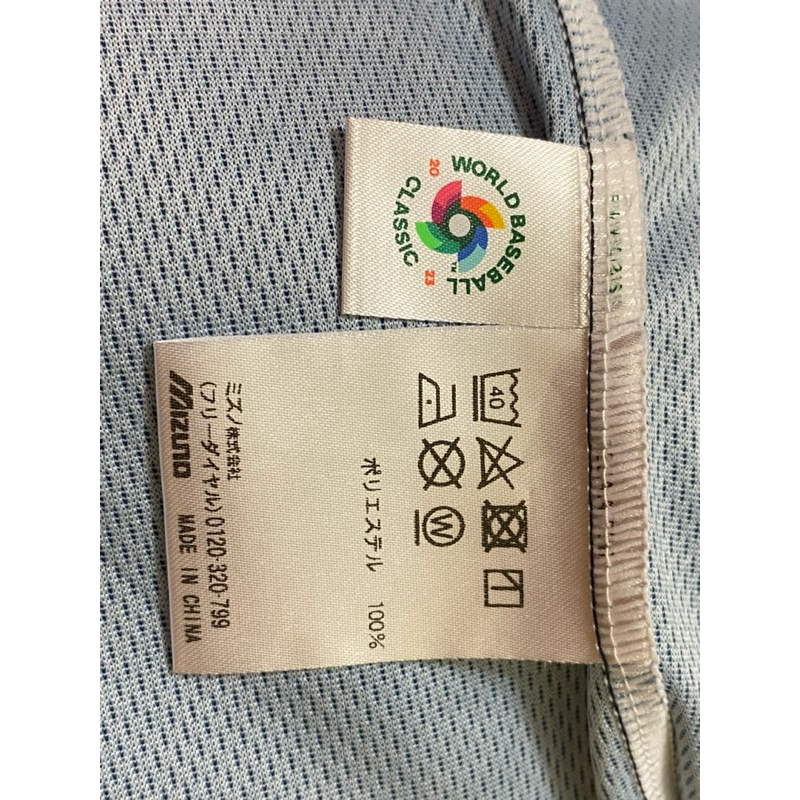 WORLD BASEBALL
CLASSIC
20 23
TM
40
W
ポリエステル 100%
ミズノ株式会社
(フリーダイヤル)0120-320-799
MIZUNO MADE IN CHINA